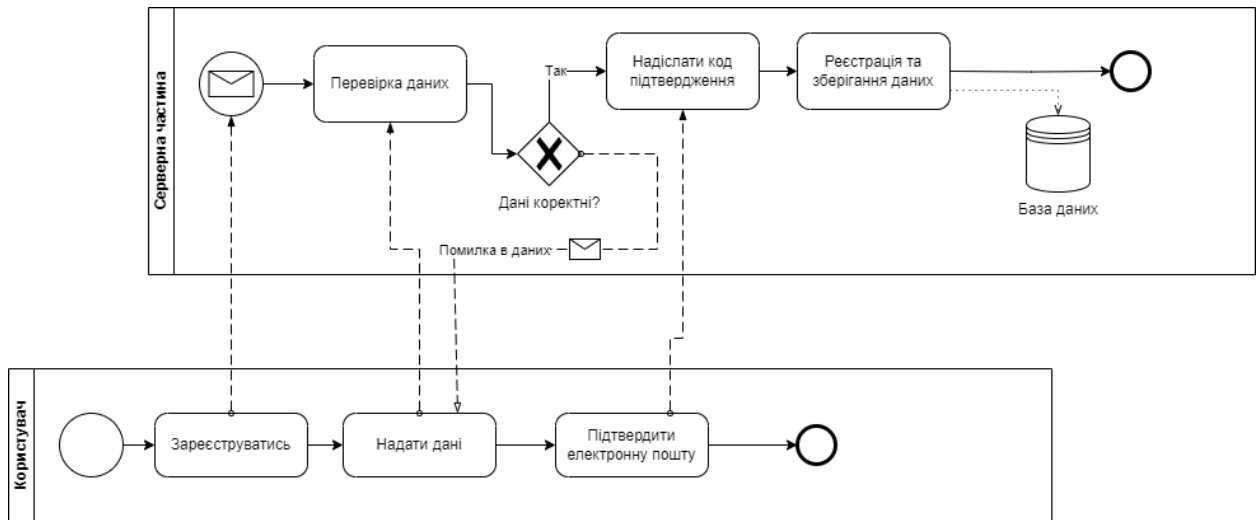 Серверна частина
Перевірка даних
Так
Надіслати код
підтвердження
Реєстрація та
зберігання даних
Дані коректні?
База даних
Помилка в даних
Користувач
Зареєструватись
Надати дані
Підтвердити
електронну пошту